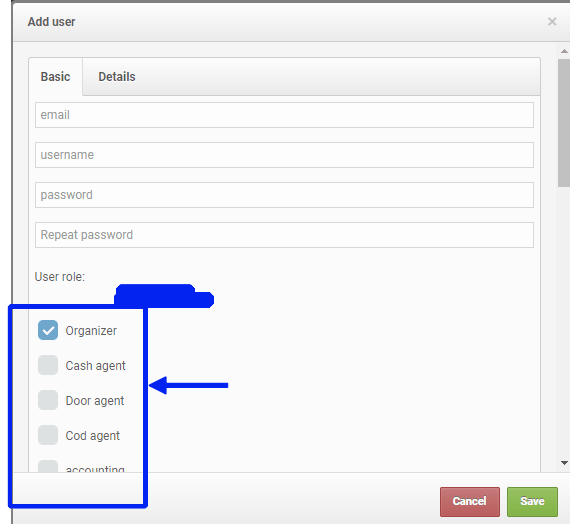 Add user
×
Basic Details
email
username
password
Repeat password
User role:
Organizer
Cash agent
Door agent
Cod agent
accounting
Cancel Save